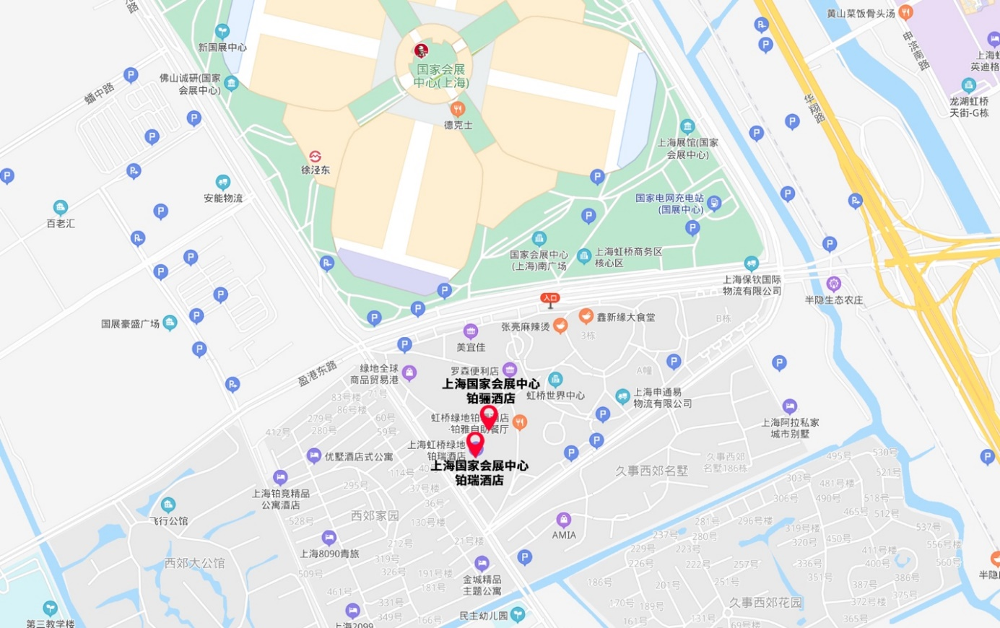 黄山菜饭骨头汤
申滨南路
新国展中心
上海虹
英迪格
佛山诚研(国家
会展中心)
国家会展
中心(上海)
蟠中路
华翔路
龙湖虹桥
天街-G栋
德克士
上海展馆(国家
会展中心)
徐泾东
安能物流
国家电网充电站
(国展中心)
百老汇
国家会展中心
(上海)南广场
上海虹桥商务区
核心区
上海保钦国际
物流有限公司
半隐生态农庄
入口
国展豪盛广场
张亮麻辣烫
鑫新缘大食堂
B栋
3栋
美宜佳
盈港东路
绿地全球
商品贸易港
罗森便利店
A幢
上海国家会展中心
铂骊酒店
虹桥世界中心
上海申通易
物流有限公司
71号
83号楼
86号楼
279号
280号
60号
59号
412号
虹桥绿地铂骊酒店
·铂雅自助餐厅
上海阿拉私家
城市别墅
上海虹桥绿地
铂瑞酒店
上海国家会展中心
铂瑞酒店
优墅酒店式公寓
114号
295号
37号楼
36号
久事西郊名墅
久事西郊
名墅186栋
495号
530号
521号
303号
481号楼
306号
490号
518号
465号
512号
上海铂竞精品
公寓酒店
飞行公馆
528号
西郊家园
130号楼
AMIA
281号
296号楼
319号楼
320号
450号
537号
237号
280号
229号
223号
222号
257号
336号
351号
411号楼
400号
556号楼
560号
386号
387号
375号
372号楼
365号
212号
21号楼
上海8090青旅
西郊大公馆
319号
326号
191号楼
181号
509号
金城精品
主题公寓
186号
201号
251号
半隐
461号
331号
349号
166号
170号
189号
161号
131号
久事西郊花园
69号楼
第三教学楼
上海2099
民主幼儿园